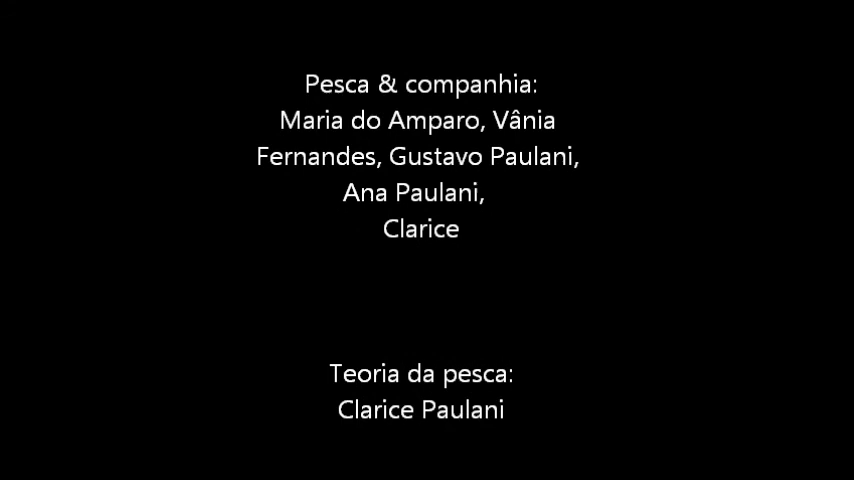 Pesca & companhia:
Maria do Amparo, Vânia
Fernandes, Gustavo Paulani,
Ana Paulani,
Clarice
Teoria da pesca:
Clarice Paulani